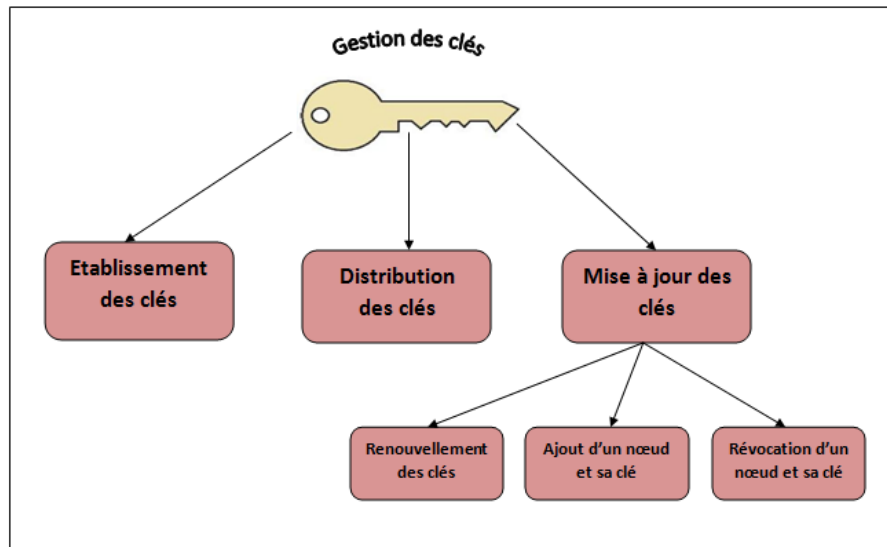 Gestion des clés
Etablissement
des clés
Distribution
des clés
Mise à jour des
clés
Renouvellement
des clés
Ajout d'un nœud
et sa clé
Révocation d'un
nœud et sa clé